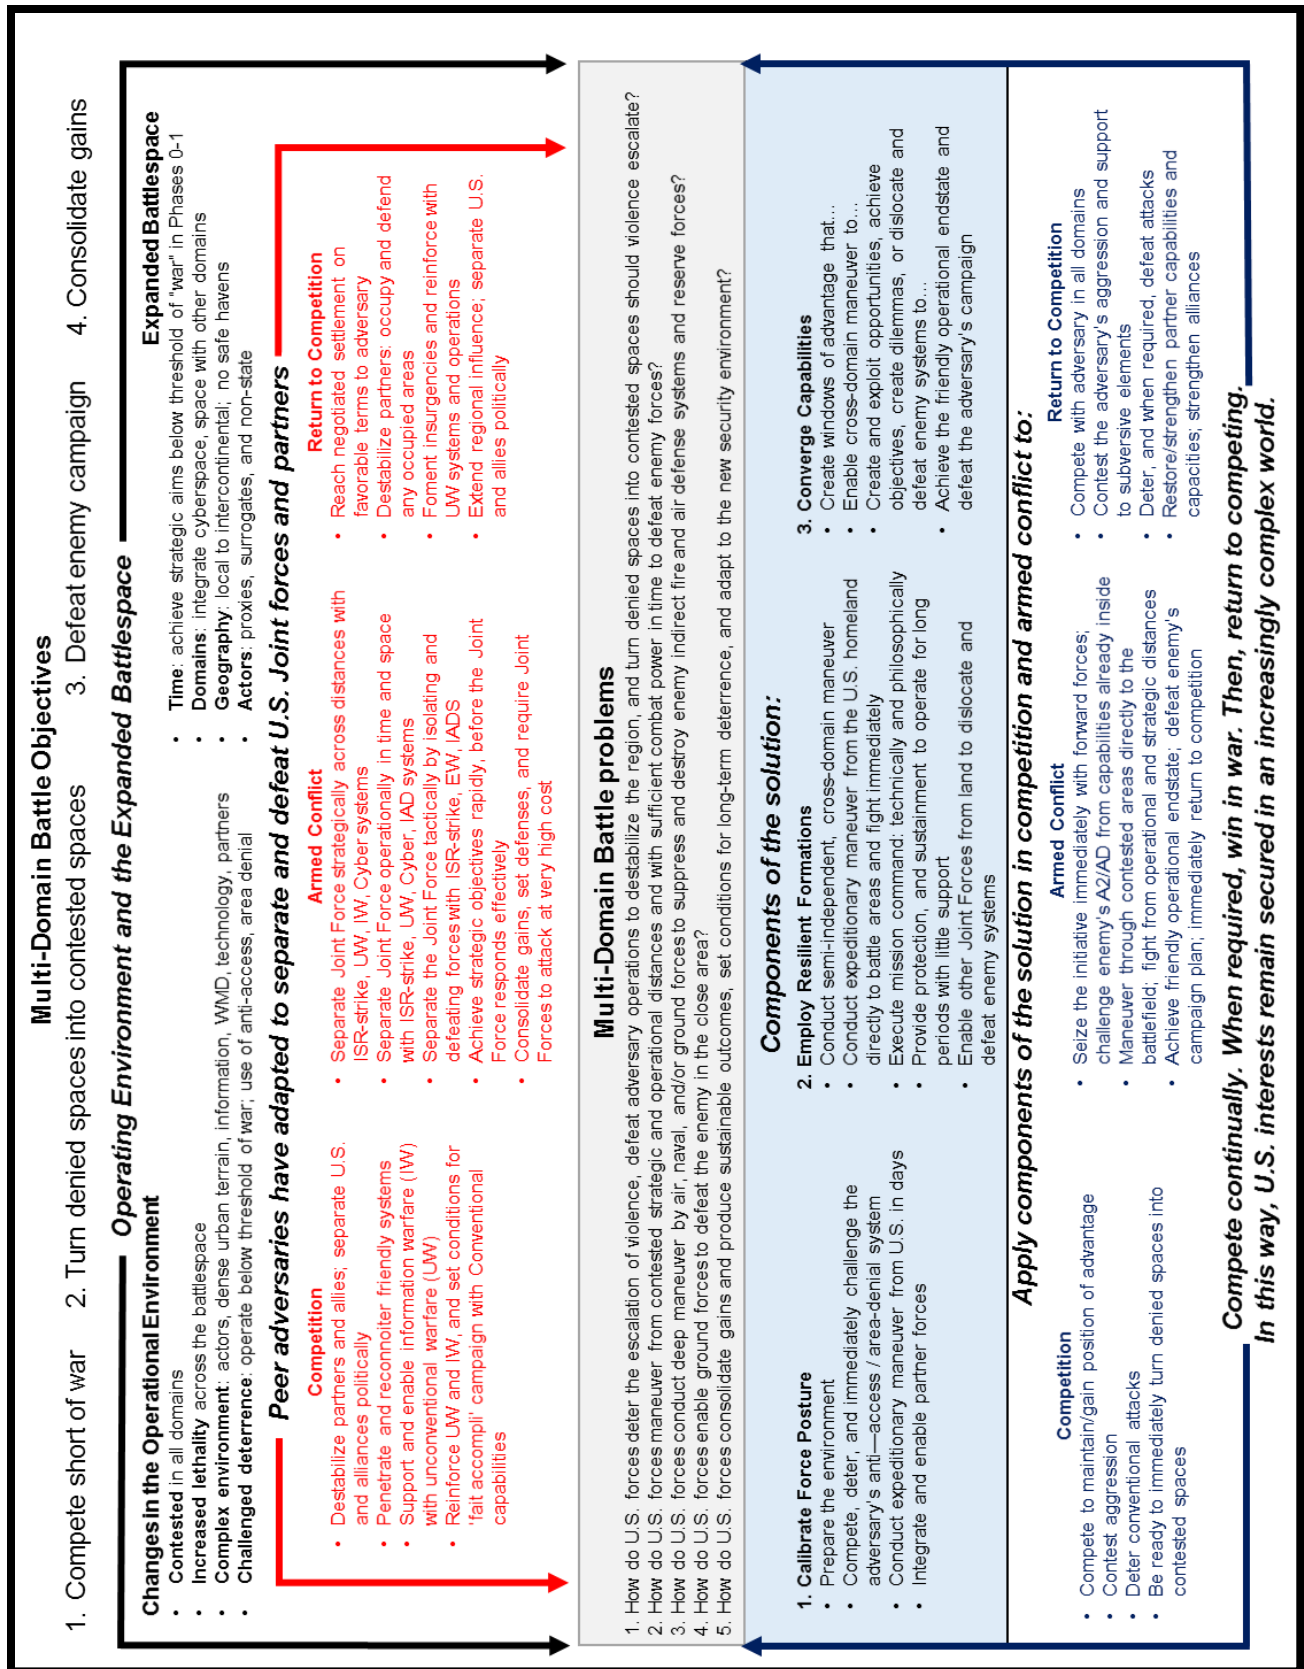 Multi-Domain Battle Objectives
1. Compete short of war 2. Turn denied spaces into contested spaces 3. Defeat enemy campaign 4. Consolidate gains
Operating Environment and the Expanded Battlespace
Changes in the Operational Environment
• Contested in all domains
• Increased lethality across the battlespace
• Complex environment: actors, dense urban terrain, information, WMD, technology, partners
• Challenged deterrence: operate below threshold of war; use of anti-access, area denial
Expanded Battlespace
• Time: achieve strategic aims below threshold of "war" in Phases 0-1
• Domains: integrate cyberspace, space with other domains
• Geography: local to intercontinental; no safe havens
• Actors: proxies, surrogates, and non-state
Peer adversaries have adapted to separate and defeat U.S. Joint forces and partners
Competition
• Destabilize partners and allies; separate U.S.
and alliances politically
• Penetrate and reconnoiter friendly systems
• Support and enable information warfare (IW)
with unconventional warfare (UW)
• Reinforce UW and IW, and set conditions for
'fait accompli' campaign with Conventional
capabilities
Armed Conflict
• Separate Joint Force strategically across distances with
ISR-strike, UW, IW, Cyber systems
• Separate Joint Force operationally in time and space
with ISR-strike, UW, Cyber, IAD systems
• Separate the Joint Force tactically by isolating and
defeating forces with ISR-strike, EW, IADS
• Achieve strategic objectives rapidly, before the Joint
Force responds effectively
• Consolidate gains, set defenses, and require Joint
Forces to attack at very high cost
Return to Competition
• Reach negotiated settlement on
favorable terms to adversary
• Destabilize partners: occupy and defend
any occupied areas
• Foment insurgencies and reinforce with
UW systems and operations
• Extend regional influence; separate U.S.
and allies politically
Multi-Domain Battle problems
1. How do U.S. forces deter the escalation of violence, defeat adversary operations to destabilize the region, and turn denied spaces into contested spaces should violence escalate?
2. How do U.S. forces maneuver from contested strategic and operational distances and with sufficient combat power in time to defeat enemy forces?
3. How do U.S. forces conduct deep maneuver by air, naval, and/or ground forces to suppress and destroy enemy indirect fire and air defense systems and reserve forces?
4. How do U.S. forces enable ground forces to defeat the enemy in the close area?
5. How do U.S. forces consolidate gains and produce sustainable outcomes, set conditions for long-term deterrence, and adapt to the new security environment?
Components of the solution:
1. Calibrate Force Posture
• Prepare the environment
• Compete, deter, and immediately challenge the
adversary's anti—access / area-denial system
• Conduct expeditionary maneuver from U.S. in days
• Integrate and enable partner forces
2. Employ Resilient Formations
• Conduct semi-independent, cross-domain maneuver
• Conduct expeditionary maneuver from the U.S. homeland
directly to battle areas and fight immediately
• Execute mission command: technically and philosophically
• Provide protection, and sustainment to operate for long
periods with little support
• Enable other Joint Forces from land to dislocate and
defeat enemy systems
3. Converge Capabilities
• Create windows of advantage that…
• Enable cross-domain maneuver to…
• Create and exploit opportunities, achieve
objectives, create dilemmas, or dislocate and
defeat enemy systems to…
• Achieve the friendly operational endstate and
defeat the adversary's campaign
Apply components of the solution in competition and armed conflict to:
Competition
• Compete to maintain/gain position of advantage
• Contest aggression
• Deter conventional attacks
• Be ready to immediately turn denied spaces into
contested spaces
Armed Conflict
• Seize the initiative immediately with forward forces;
challenge enemy's A2/AD from capabilities already inside
• Maneuver through contested areas directly to the
battlefield; fight from operational and strategic distances
• Achieve friendly operational endstate; defeat enemy's
campaign plan; immediately return to competition
Return to Competition
• Compete with adversary in all domains
• Contest the adversary's aggression and support
to subversive elements
• Deter, and when required, defeat attacks
• Restore/strengthen partner capabilities and
capacities; strengthen alliances
Compete continually. When required, win in war. Then, return to competing.
In this way, U.S. interests remain secured in an increasingly complex world.